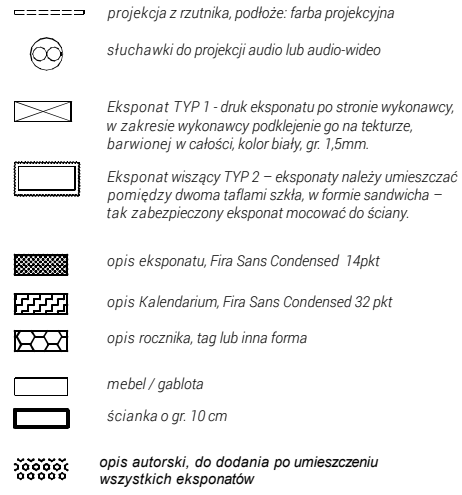 projekcja z rzutnika, podłoże: farba projekcyjna
słuchawki do projekcji audio lub audio-wideo
Eksponat TYP 1 - druk eksponatu po stronie wykonawcy,
w zakresie wykonawcy podklejenie go na tekturze,
barwionej w całości, kolor biały, gr. 1,5mm.
Eksponat wiszący TYP 2 – eksponaty należy umieszczać
pomiędzy dwoma taflami szkła, w formie sandwicha –
tak zabezpieczony eksponat mocować do ściany.
opis eksponatu, Fira Sans Condensed 14pkt
opis Kalendarium, Fira Sans Condensed 32 pkt
opis rocznika, tag lub inna forma
mebel / gablota
ścianka o gr. 10 cm
opis autorski, do dodania po umieszczeniu
wszystkich eksponatów